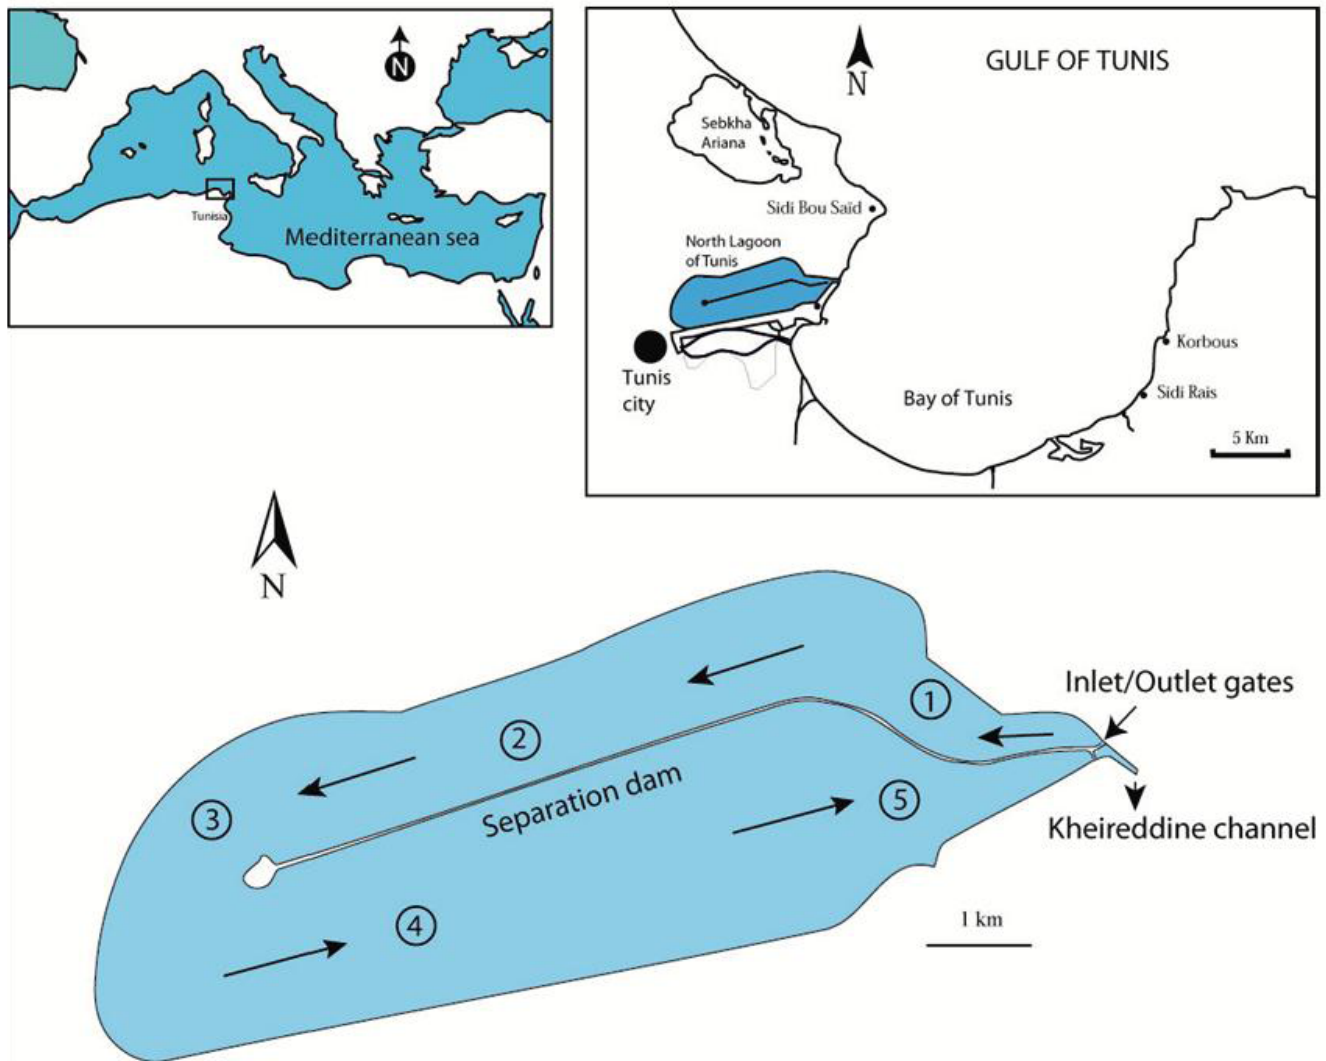 N
Tunisia
Mediterranean sea
N
GULF OF TUNIS
Sebkha
Ariana
Sidi Bou Saïd
North Lagoon
of Tunis
Tunis
city
Bay of Tunis
Korbous
Sidi Rais
5 Km
N
1
Inlet/Outlet gates
2
Separation dam
3
5
Kheireddine channel
4
1 km